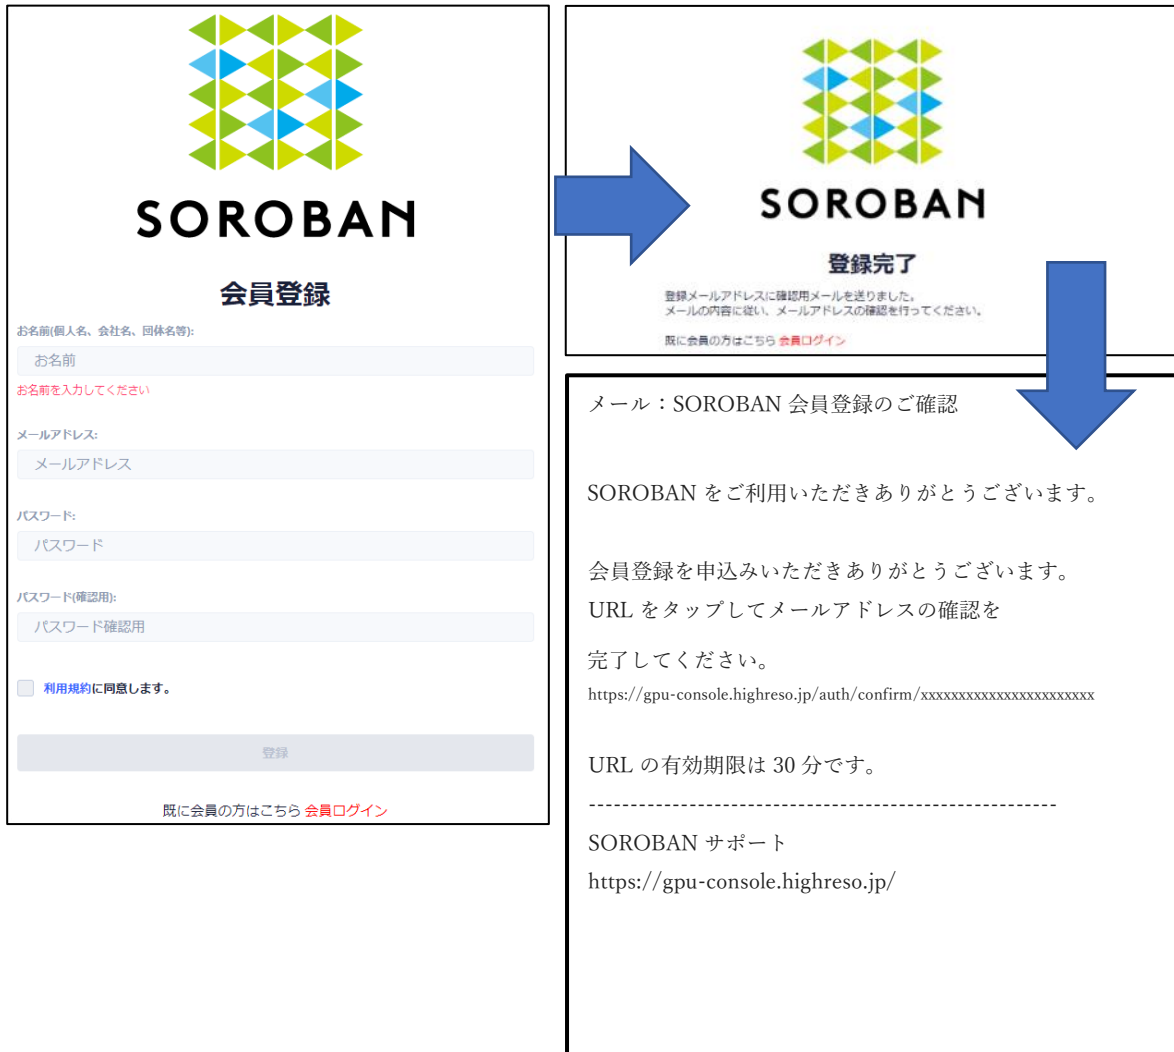 SOROBAN
会員登録
お名前(個人名、会社名、団体名等):
お名前
お名前を入力してください
メールアドレス:
メールアドレス
パスワード:
パスワード
パスワード(確認用):
パスワード確認用
利用規約に同意します。
登録
既に会員の方はこちら 会員ログイン
SOROBAN
登録完了
登録メールアドレスに確認用メールを送りました。
メールの内容に従い、メールアドレスの確認を行ってください。
既に会員の方はこちら 会員ログイン
メール：SOROBAN 会員登録のご確認
SOROBAN をご利用いただきありがとうございます。
会員登録を申込みいただきありがとうございます。
URL をタップしてメールアドレスの確認を
完了してください。
https://gpu-console.highreso.jp/auth/confirm/xxxxxxxxxxxxxxxxxxxxxxx
URL の有効期限は 30 分です。
--------------------------------------------------------
SOROBAN サポート
https://gpu-console.highreso.jp/